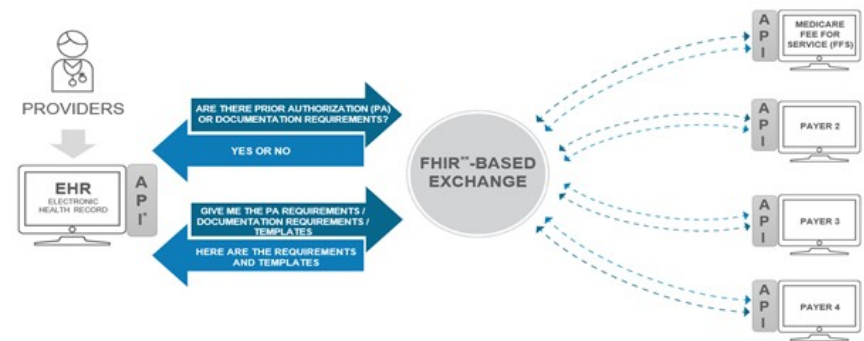 PROVIDERS
EHR
ELECTRONIC
HEALTH RECORD
A
P
I*
ARE THERE PRIOR AUTHORIZATION (PA)
OR DOCUMENTATION REQUIREMENTS?
YES OR NO
GIVE ME THE PA REQUIREMENTS /
DOCUMENTATION REQUIREMENTS /
TEMPLATES
HERE ARE THE REQUIREMENTS
AND TEMPLATES
FHIR**-BASED
EXCHANGE
A
P
I
MEDICARE
FEE FOR
SERVICE (FFS)
A
P
I
PAYER 2
A
P
I
PAYER 3
A
P
I
PAYER 4